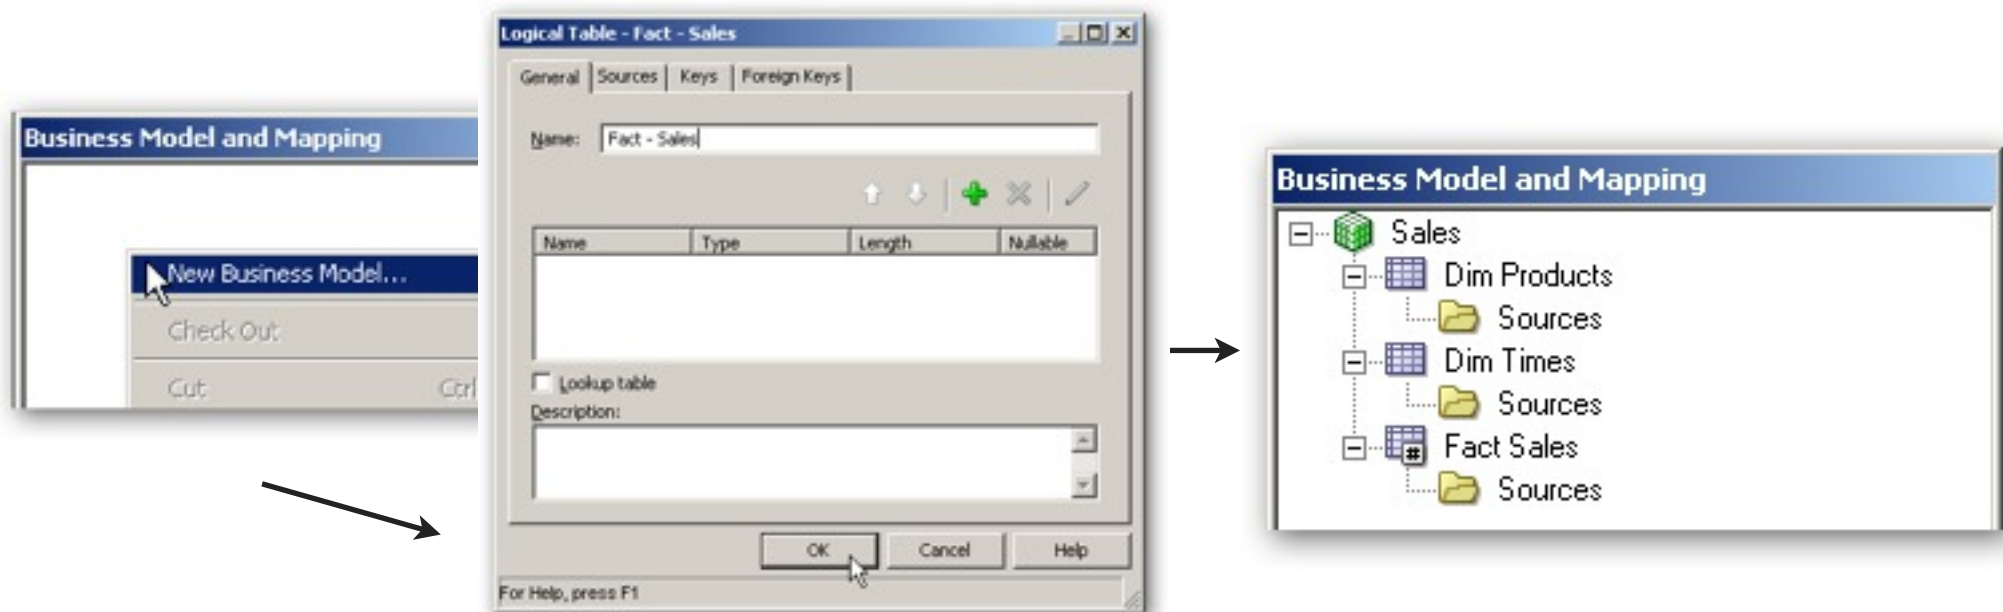 Business Model and Mapping
New Business Model...
Check Out
Cut Ctrl
Logical Table - Fact - Sales
General Sources Keys Foreign Keys
Name: Fact - Sales
Name Type Length Nullable
Lookup table
Description:
OK Cancel Help
For Help, press F1
Business Model and Mapping
Sales
Dim Products
Sources
Dim Times
Sources
# Fact Sales
Sources